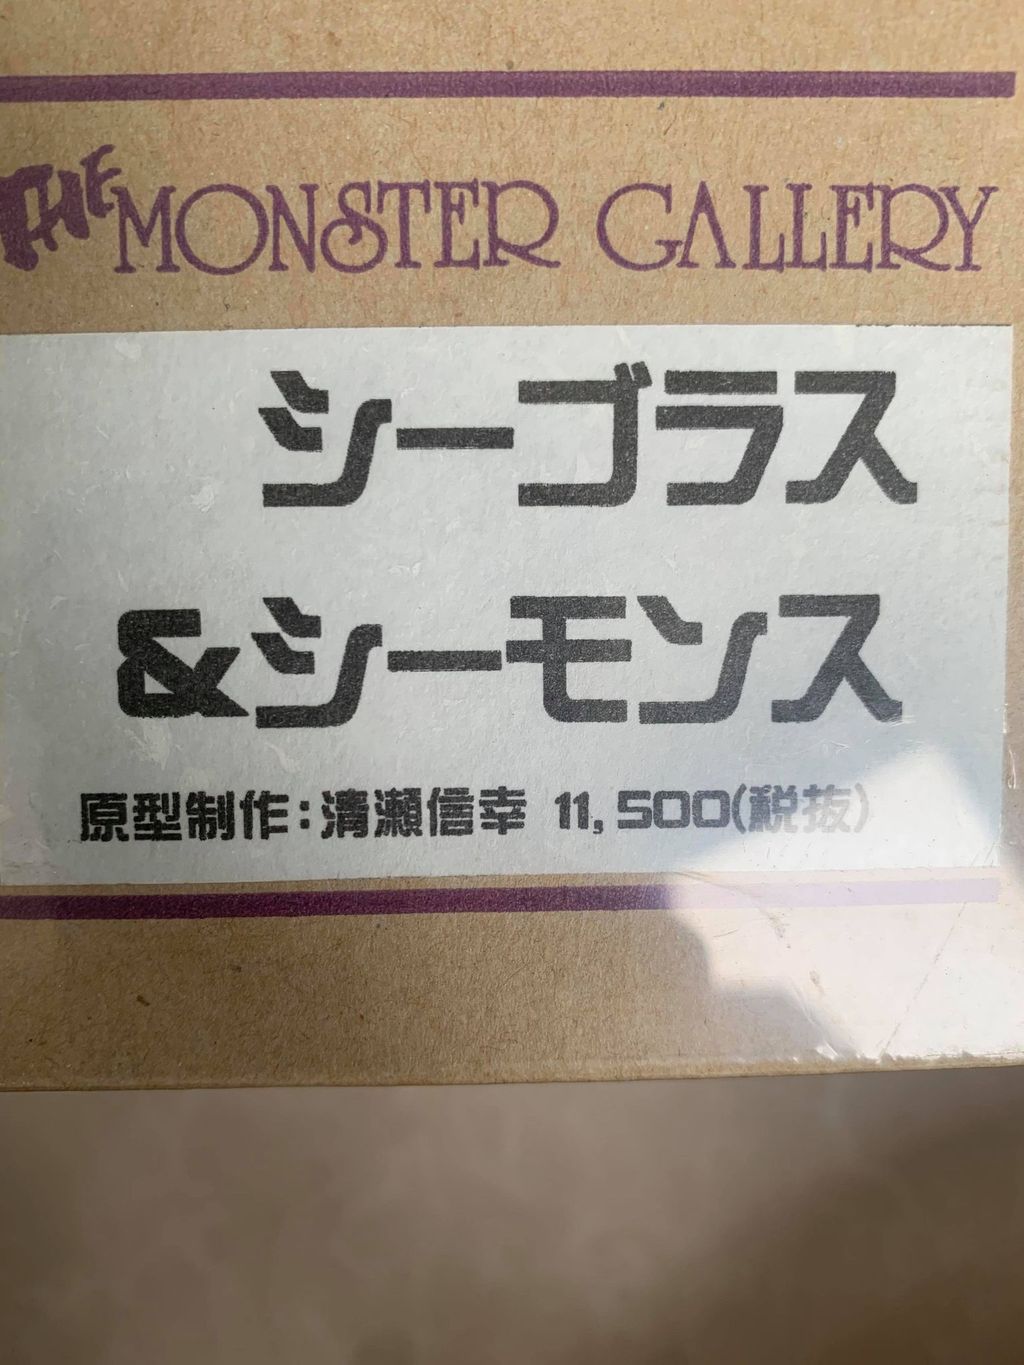 THE MONSTER GALLERY
シーゴラス
&シーモンス
原型制作:清瀬信幸 11,500(税抜)